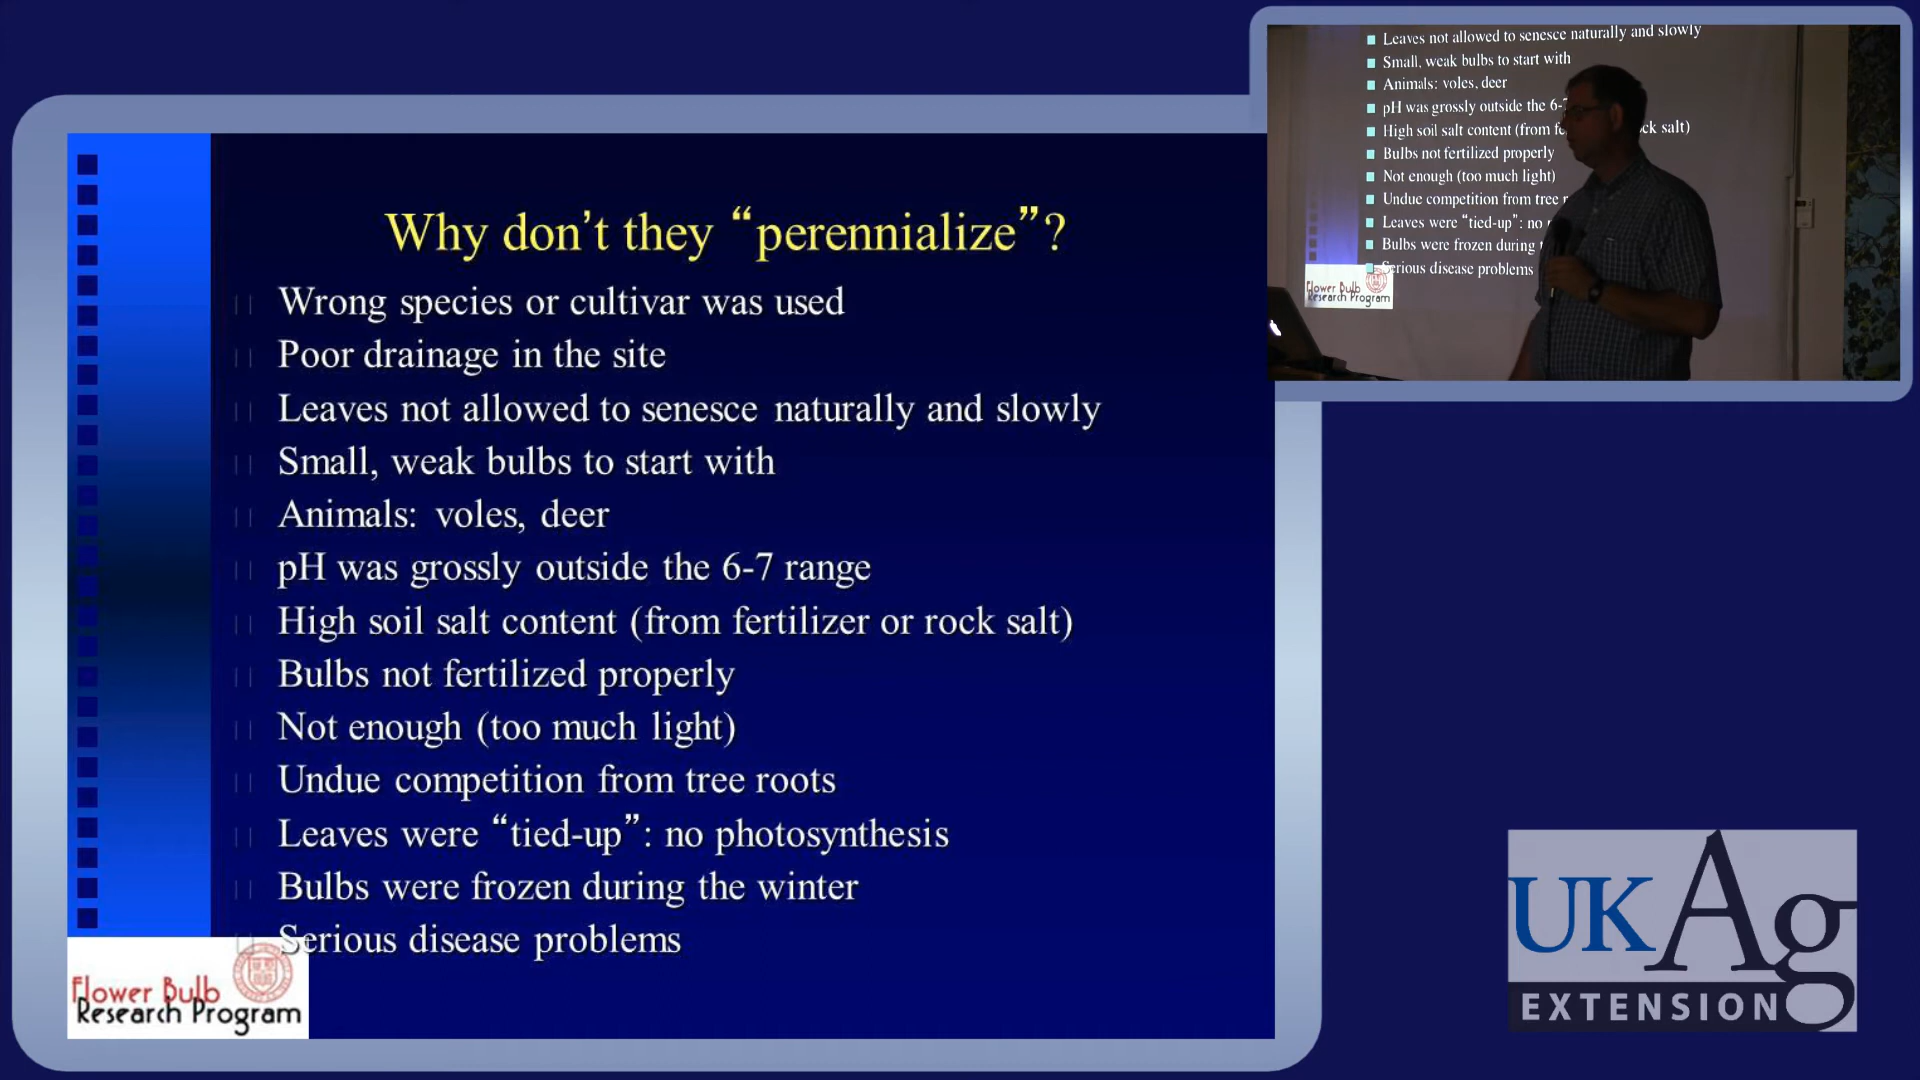 Why don’t they “perennialize”?
Wrong species or cultivar was used
Poor drainage in the site
Leaves not allowed to senesce naturally and slowly
Small, weak bulbs to start with
Animals: voles, deer
pH was grossly outside the 6-7 range
High soil salt content (from fertilizer or rock salt)
Bulbs not fertilized properly
Not enough (too much light)
Undue competition from tree roots
Leaves were “tied-up”: no photosynthesis
Bulbs were frozen during the winter
Serious disease problems
Flower Bulb
Research Program
Leaves not allowed to senesce naturally and slowly
Small, weak bulbs to start with
Animals: voles, deer
pH was grossly outside the 6-7
High soil salt content (from fe ck salt)
Bulbs not fertilized properly
Not enough (too much light)
Undue competition from tree r
Leaves were “tied-up”: no
Bulbs were frozen during
Serious disease problems
Flower Bulb
Research Program
UKAg
EXTENSION